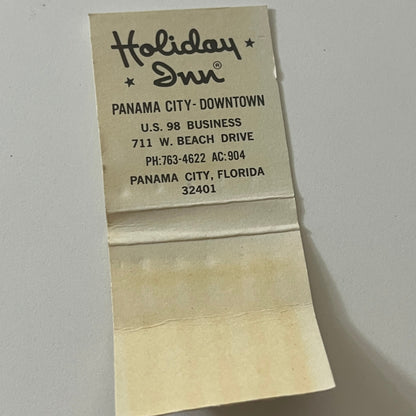 Holiday
Inn®
PANAMA CITY-DOWNTOWN
U.S. 98 BUSINESS
711 W. BEACH DRIVE
PH:763-4622 AC:904
PANAMA CITY, FLORIDA
32401